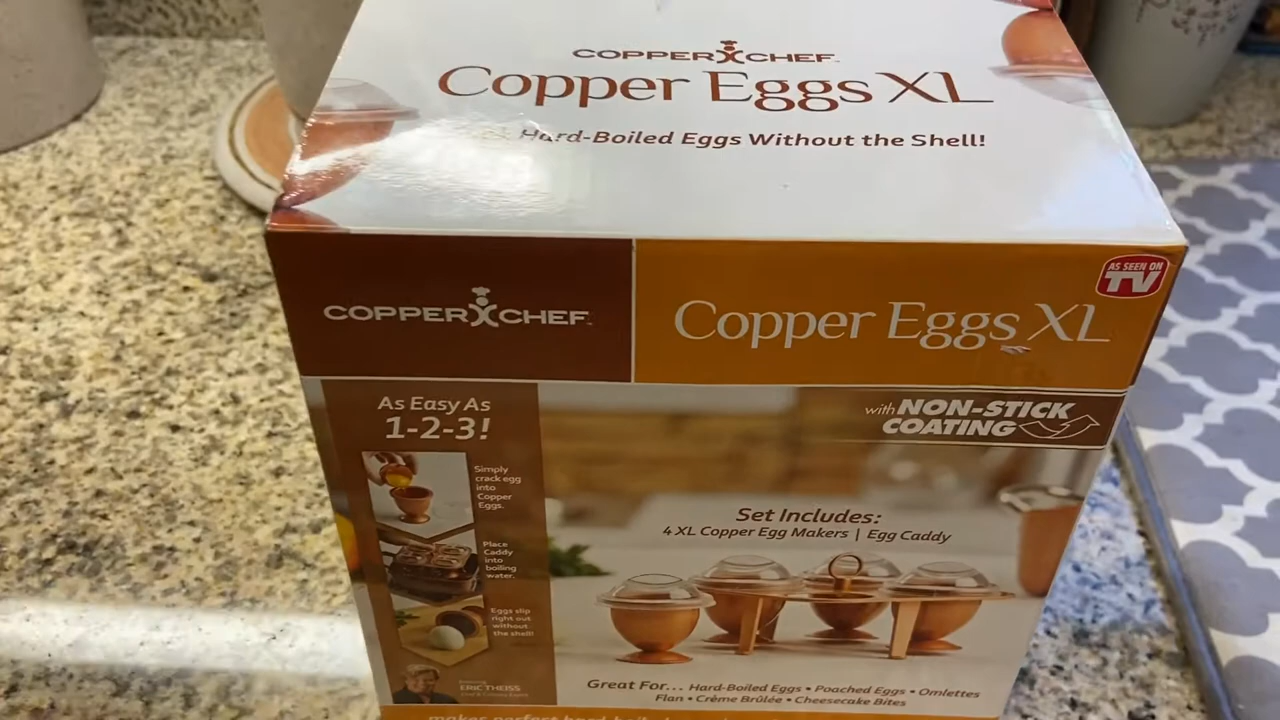 COPPER CHEF
Copper Eggs XL
Hard-Boiled Eggs Without the Shell!
COPPER CHEF
Copper Eggs XL
AS SEEN ON
TV
As Easy As
1-2-3!
with NON-STICK
COATING
Simply
crack egg
into
Copper
Eggs.
Place
Caddy
into
boiling
water.
Eggs slip
right out
without
the shell!
ERIC THEISS
Set Includes:
4 XL Copper Egg Makers | Egg Caddy
Great For... Hard-Boiled Eggs • Poached Eggs • Omlettes
Flan • Crème Brûlée • Cheesecake Bites